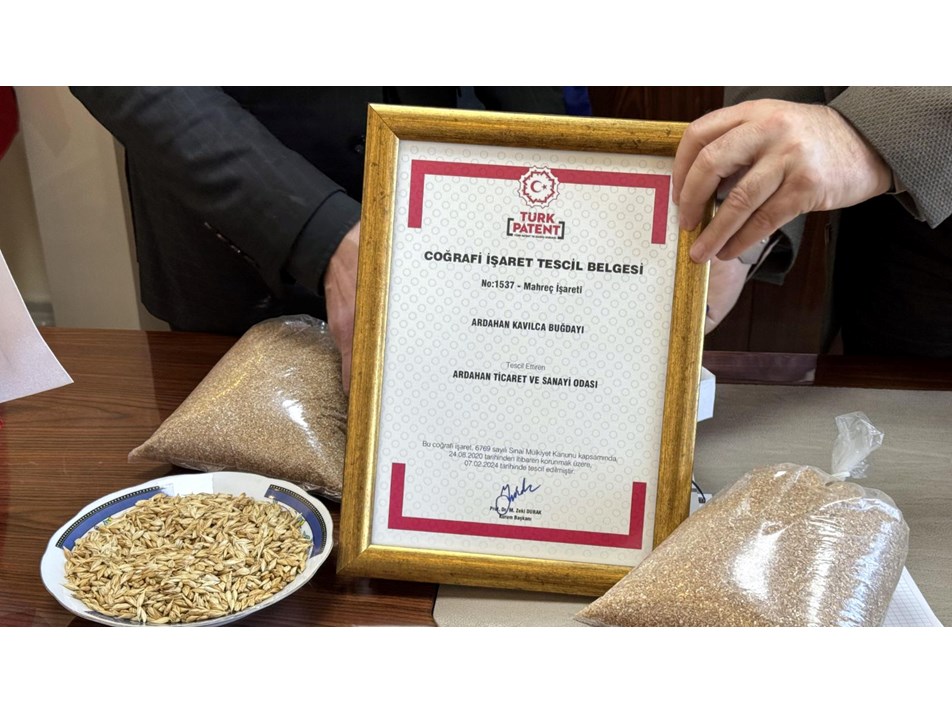 TÜRK
PATENT
COĞRAFİ İŞARET TESCİL BELGESİ
No:1537 - Mahreç İşareti
ARDAHAN KAVILCA BUĞDAYI
Tescil Ettiren
ARDAHAN TİCARET VE SANAYİ ODASI
Bu coğrafi işaret, 6769 sayılı Sınai Mülkiyet Kanunu kapsamında,
24.08.2020 tarihinden itibaren korunmak üzere,
07.02.2024 tarihinde tescil edilmiştir.
Prof. Dr. M. Zeki DURAK
Kurum Başkanı